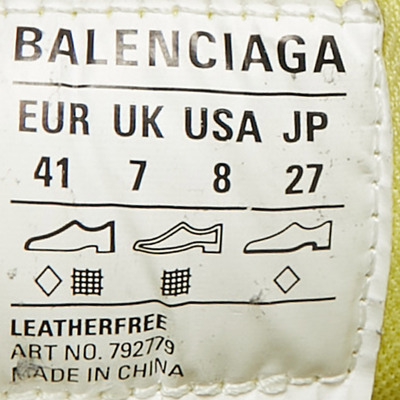 BALENCIAGA
EUR UK USA JP
41 7 8 27
LEATHERFREE
ART NO. 792779
MADE IN CHINA